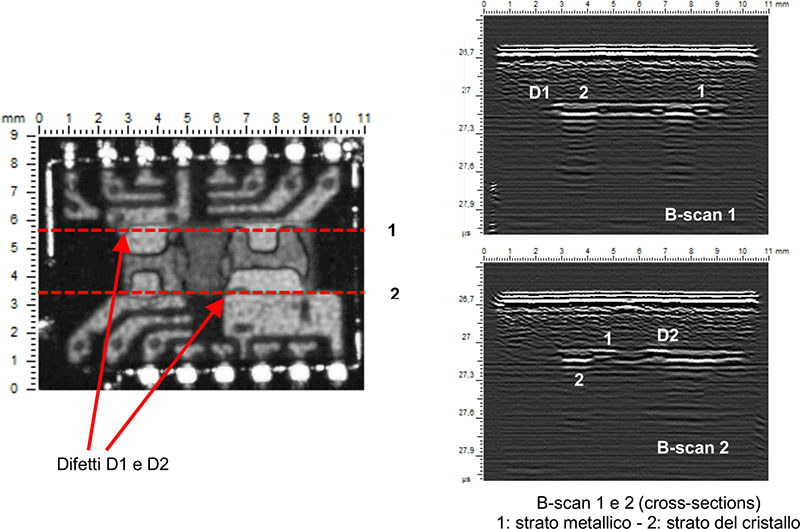 mm 0 1 2 3 4 5 6 7 8 9 10 11
9
8
7
6
5
4
3
2
1
0
1
2
Difetti D1 e D2
1 2 3 4 5 6 7 8 9 10 11 mm
26,7
27
27,3
27,6
27,9
µs
D1 2 1
B-scan 1
1 2 3 4 5 6 7 8 9 10 11 mm
26,7
27
27,3
27,6
27,9
µs
1 D2
2
B-scan 2
B-scan 1 e 2 (cross-sections)
1: strato metallico - 2: strato del cristallo